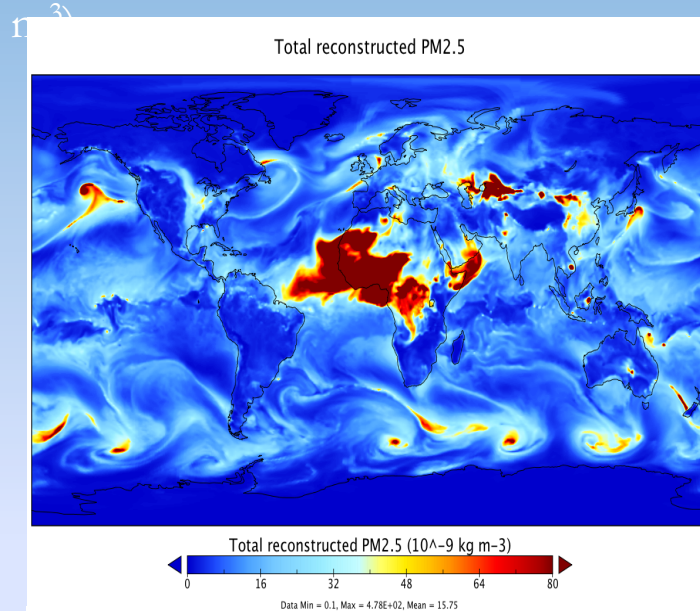 m³)
Total reconstructed PM2.5
Total reconstructed PM2.5 (10^-9 kg m-3)
0 16 32 48 64 80
Data Min = 0.1, Max = 4.78E+02, Mean = 15.75